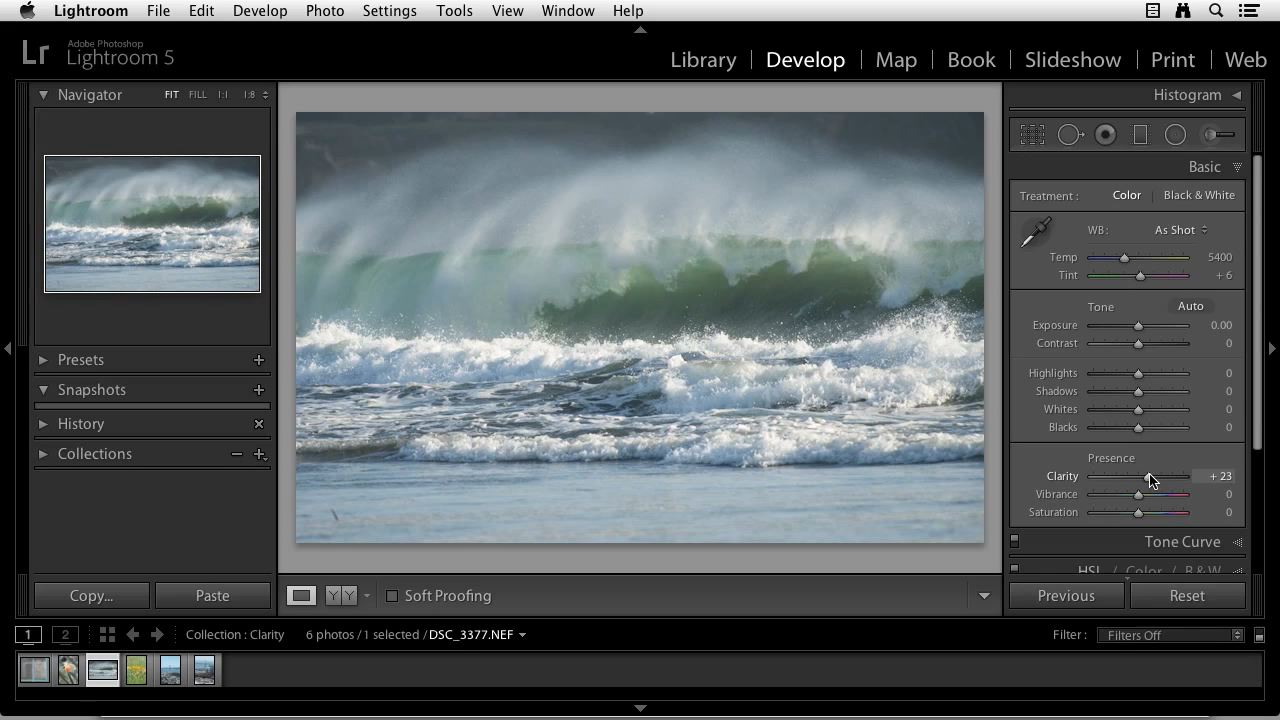 Lightroom File Edit Develop Photo Settings Tools View Window Help
Lr Adobe Photoshop
Lightroom 5
Library Develop Map Book Slideshow Print Web
Navigator FIT FILL 1:1 1:8
Histogram
Basic
Treatment : Color Black & White
WB: As Shot
Temp 5400
Tint + 6
Tone Auto
Exposure 0.00
Contrast 0
Highlights 0
Shadows 0
Whites 0
Blacks 0
Presence
Clarity + 23
Vibrance 0
Saturation 0
Tone Curve
HSL / Color / B & W
Presets
Snapshots
History
Collections
Copy... Paste
YY Soft Proofing
Previous Reset
1 2 Collection : Clarity 6 photos / 1 selected / DSC_3377.NEF Filter : Filters Off